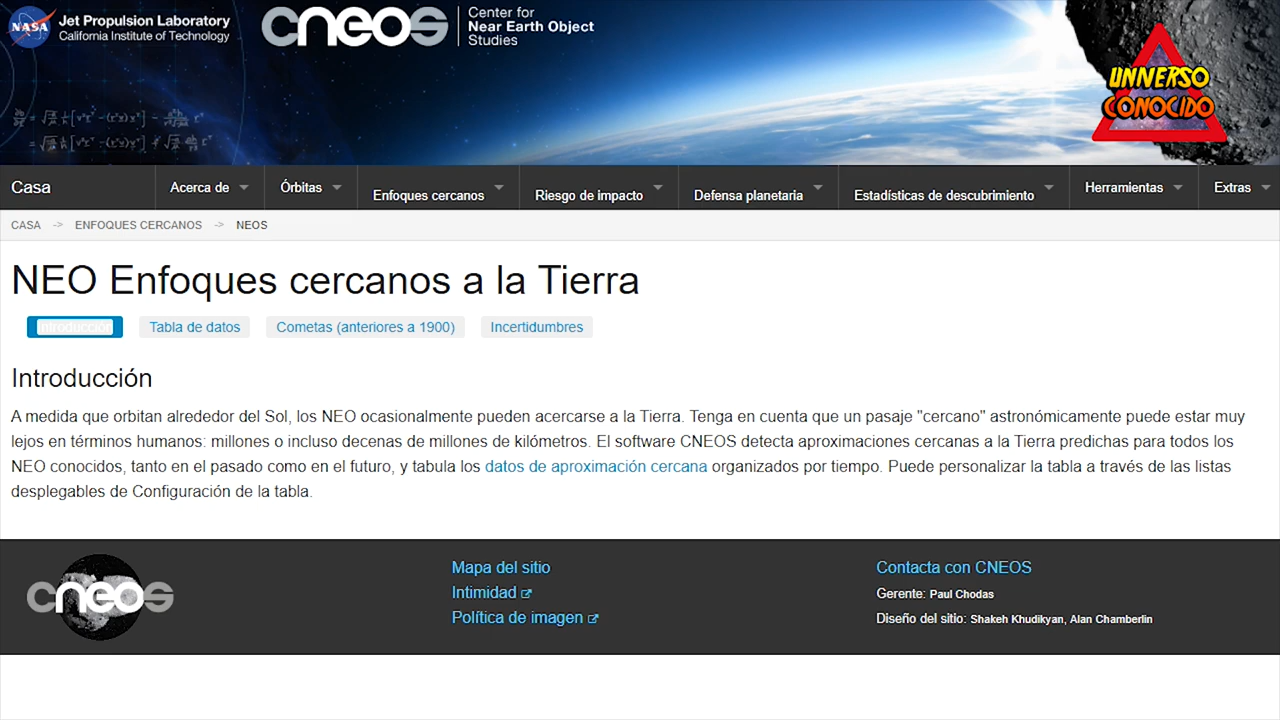 NASA
Jet Propulsion Laboratory
California Institute of Technology
cneos
Center for
Near Earth Object
Studies
UNIVERSO
CONOCIDO
Casa
Acerca de
Órbitas
Enfoques cercanos
Riesgo de impacto
Defensa planetaria
Estadísticas de descubrimiento
Herramientas
Extras
CASA -> ENFOQUES CERCANOS -> NEOS
NEO Enfoques cercanos a la Tierra
Introducción
Tabla de datos
Cometas (anteriores a 1900)
Incertidumbres
Introducción
A medida que orbitan alrededor del Sol, los NEO ocasionalmente pueden acercarse a la Tierra. Tenga en cuenta que un pasaje "cercano" astronómicamente puede estar muy
lejos en términos humanos: millones o incluso decenas de millones de kilómetros. El software CNEOS detecta aproximaciones cercanas a la Tierra predichas para todos los
NEO conocidos, tanto en el pasado como en el futuro, y tabula los datos de aproximación cercana organizados por tiempo. Puede personalizar la tabla a través de las listas
desplegables de Configuración de la tabla.
cneos
Mapa del sitio
Intimidad
Política de imagen
Contacta con CNEOS
Gerente: Paul Chodas
Diseño del sitio: Shakeh Khudikyan, Alan Chamberlin